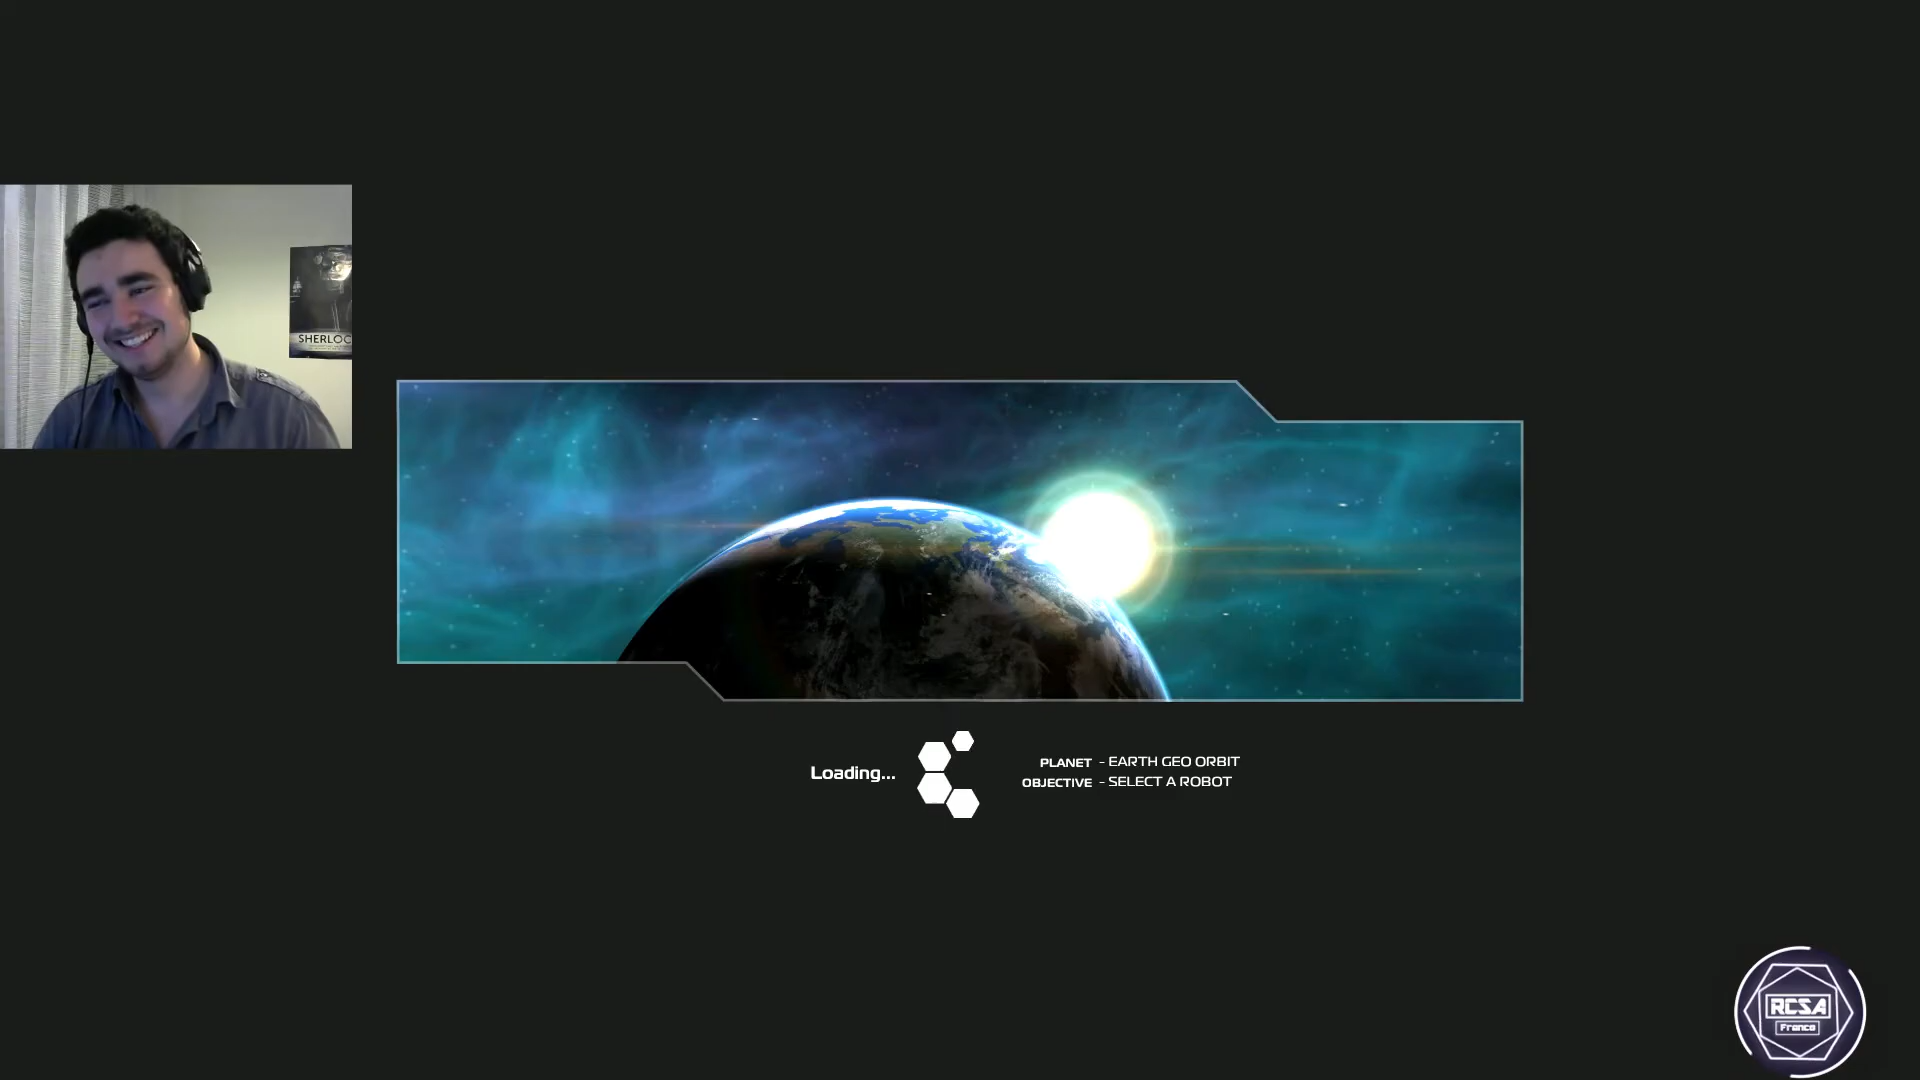 SHERLOC
Loading...
PLANET - EARTH GEO ORBIT
OBJECTIVE - SELECT A ROBOT
RCSA
France